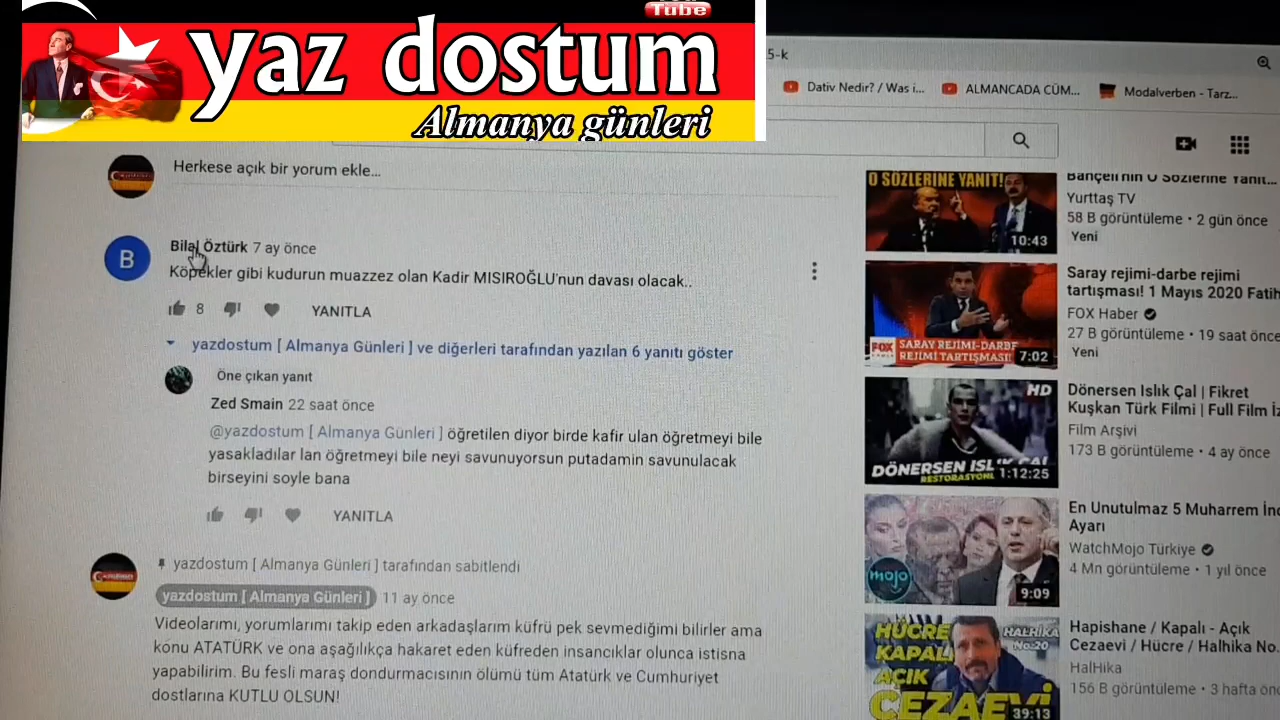 Tube
yaz dostum
Almanya günleri
5-k
Dativ Nedir? / Was i...
ALMANCADA CÜM...
Modalverben - Tarz...
Herkese açık bir yorum ekle...
Bilal Öztürk 7 ay önce
Köpekler gibi kudurun muazzez olan Kadir MISIROĞLU'nun davası olacak..
8 YANITLA
yazdostum [ Almanya Günleri ] ve diğerleri tarafından yazılan 6 yanıtı göster
Öne çıkan yanıt
Zed Smain 22 saat önce
@yazdostum [ Almanya Günleri ] öğretilen diyor birde kafir ulan öğretmeyi bile
yasakladılar lan öğretmeyi bile neyi savunuyorsun putadamin savunulacak
birseyini soyle bana
YANITLA
yazdostum [ Almanya Günleri ] tarafından sabitlendi
yazdostum [ Almanya Günleri ] 11 ay önce
Videolarımı, yorumlarımı takip eden arkadaşlarım küfrü pek sevmediğimi bilirler ama
konu ATATÜRK ve ona aşağılıkça hakaret eden küfreden insancıklar olunca istisna
yapabilirim. Bu fesli maraş dondurmacısının ölümü tüm Atatürk ve Cumhuriyet
dostlarına KUTLU OLSUN!
O SÖZLERINE YANIT!
10:43
Bahçeli'nin O Sözlerine Yanıt...
Yurttaş TV
58 B görüntüleme • 2 gün önce
Yeni
FOX
SARAY REJİMİ-DARBE
REJİMİ TARTIŞMASI!
7:02
Saray rejimi-darbe rejimi
tartışması! 1 Mayıs 2020 Fatih
FOX Haber
27 B görüntüleme • 19 saat önce
Yeni
HD
DÖNERSEN ISLIK ÇAL
RESTORASYONL
1:12:25
Dönersen Islık Çal | Fikret
Kuşkan Türk Filmi | Full Film İz
Film Arşivi
173 B görüntüleme • 4 ay önce
mojo
9:09
En Unutulmaz 5 Muharrem İnc
Ayarı
WatchMojo Türkiye
4 Mn görüntüleme • 1 yıl önce
HÜCRE
KAPALI
AÇIK
CEZAEVİ
HALHİKA
No:20
39:13
Hapishane / Kapalı - Açık
Cezaevi / Hücre / Halhika No.
HalHika
156 B görüntüleme • 3 hafta önc